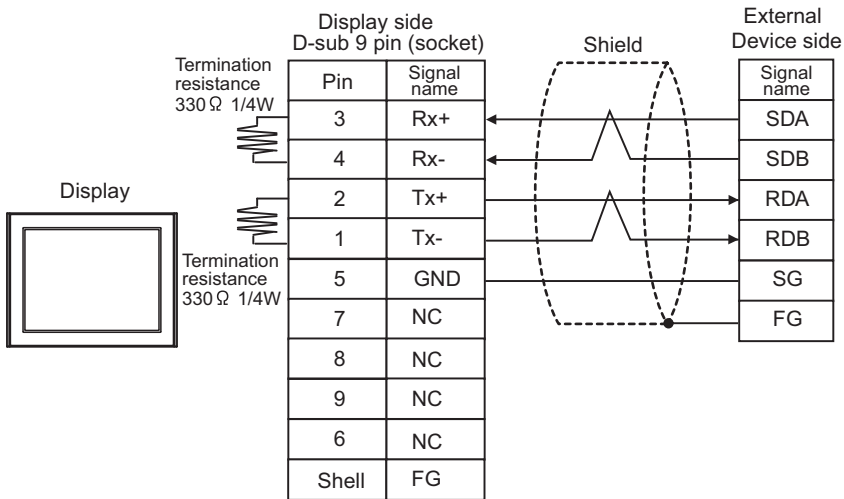 Display side
D-sub 9 pin (socket)
Shield
External
Device side
Termination
resistance
330Ω 1/4W
Pin
Signal
name
Signal
name
3
Rx+
SDA
4
Rx-
SDB
Display
2
Tx+
RDA
1
Tx-
RDB
Termination
resistance
330Ω 1/4W
5
GND
SG
7
NC
FG
8
NC
9
NC
6
NC
Shell
FG